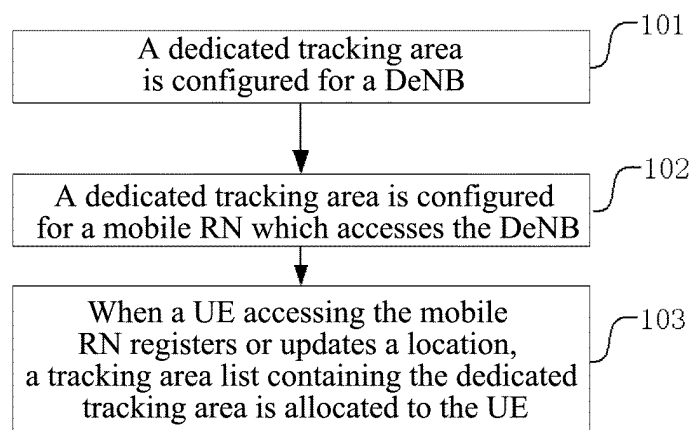 A dedicated tracking area
is configured for a DeNB
101
A dedicated tracking area is configured
for a mobile RN which accesses the DeNB
102
When a UE accessing the mobile
RN registers or updates a location,
a tracking area list containing the dedicated
tracking area is allocated to the UE
103